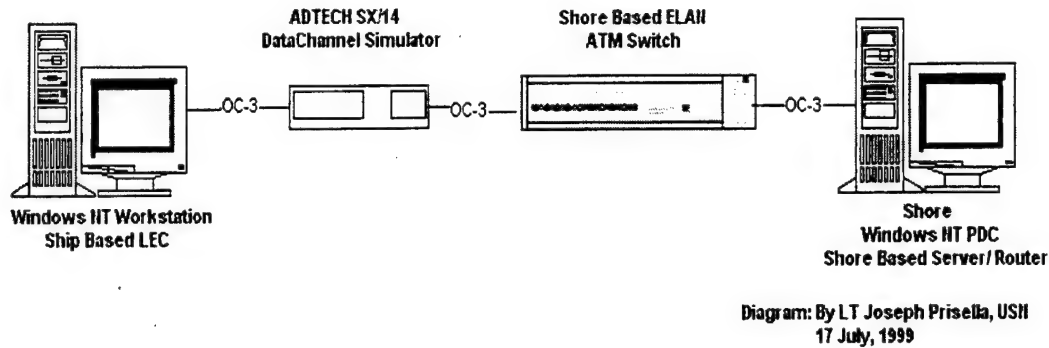 ADTECH SX/14
DataChannel Simulator
Shore Based ELAN
ATM Switch
OC-3
OC-3
OC-3
Windows NT Workstation
Ship Based LEC
Shore
Windows NT PDC
Shore Based Server/Router
Diagram: By LT Joseph Prisella, USN
17 July, 1999